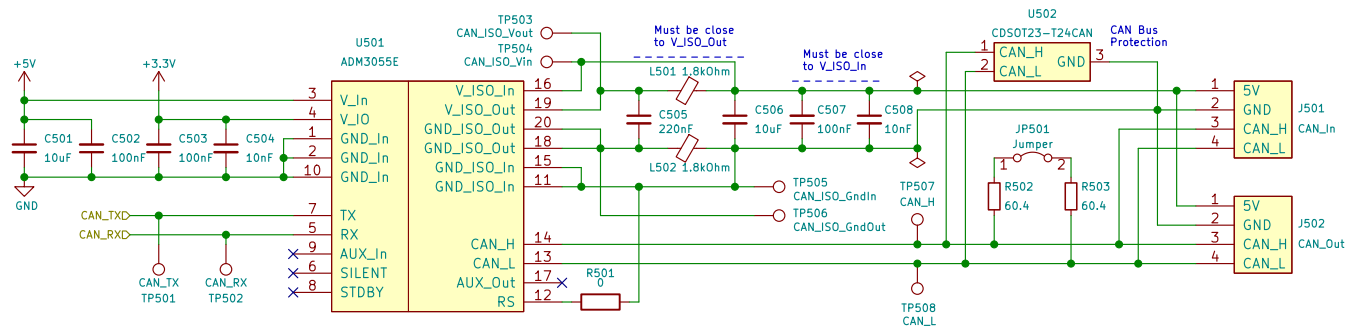 +5V
+3.3V
U501
ADM3055E
TP503
CAN_ISO_Vout
TP504
CAN_ISO_Vin
Must be close
to V_ISO_Out
Must be close
to V_ISO_In
U502
CDSOT23-T24CAN
CAN Bus
Protection
1
CAN_H
2
CAN_L
GND
3
L501 1.8kOhm
3
V_In
4
V_IO
1
GND_In
2
GND_In
10
GND_In
7
TX
5
RX
9
AUX_In
6
SILENT
8
STDBY
V_ISO_In
16
V_ISO_Out
19
GND_ISO_Out
20
GND_ISO_Out
18
GND_ISO_In
15
GND_ISO_In
11
CAN_H
14
CAN_L
13
AUX_Out
17
RS
12
C501
10uF
C502
100nF
C503
100nF
C504
10nF
GND
CAN_TX
CAN_RX
CAN_TX
TP501
CAN_RX
TP502
C505
220nF
L502 1.8kOhm
C506
10uF
C507
100nF
C508
10nF
TP505
CAN_ISO_GndIn
TP506
CAN_ISO_GndOut
R501
0
TP507
CAN_H
TP508
CAN_L
JP501
Jumper
1
2
R502
60.4
R503
60.4
1
5V
2
GND
3
CAN_H
4
CAN_L
J501
CAN_In
1
5V
2
GND
3
CAN_H
4
CAN_L
J502
CAN_Out